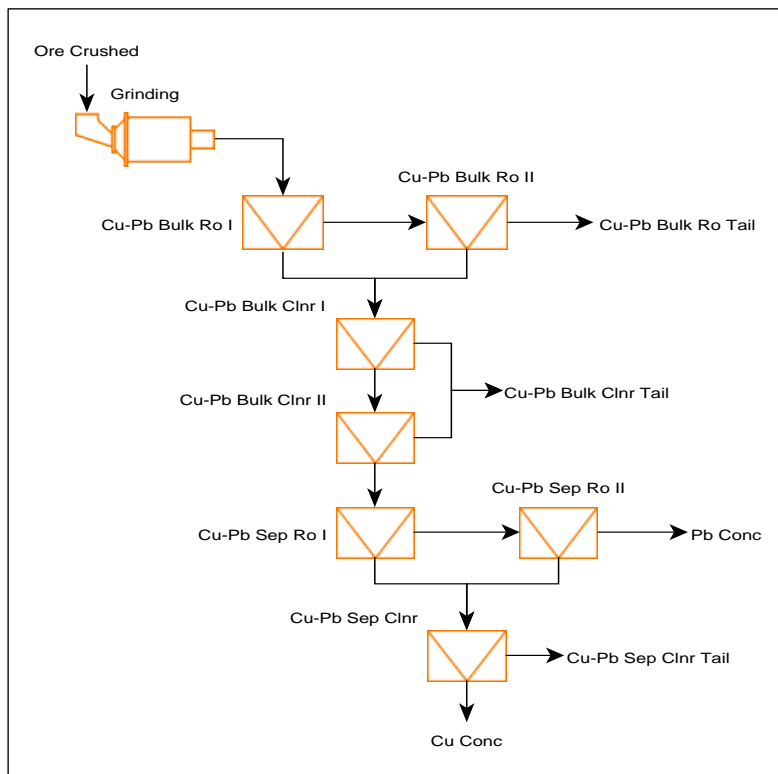 Ore Crushed
Grinding
Cu-Pb Bulk Ro II
Cu-Pb Bulk Ro I
Cu-Pb Bulk Ro Tail
Cu-Pb Bulk Clnr I
Cu-Pb Bulk Clnr Tail
Cu-Pb Bulk Clnr II
Cu-Pb Sep Ro II
Cu-Pb Sep Ro I
Pb Conc
Cu-Pb Sep Clnr
Cu-Pb Sep Clnr Tail
Cu Conc